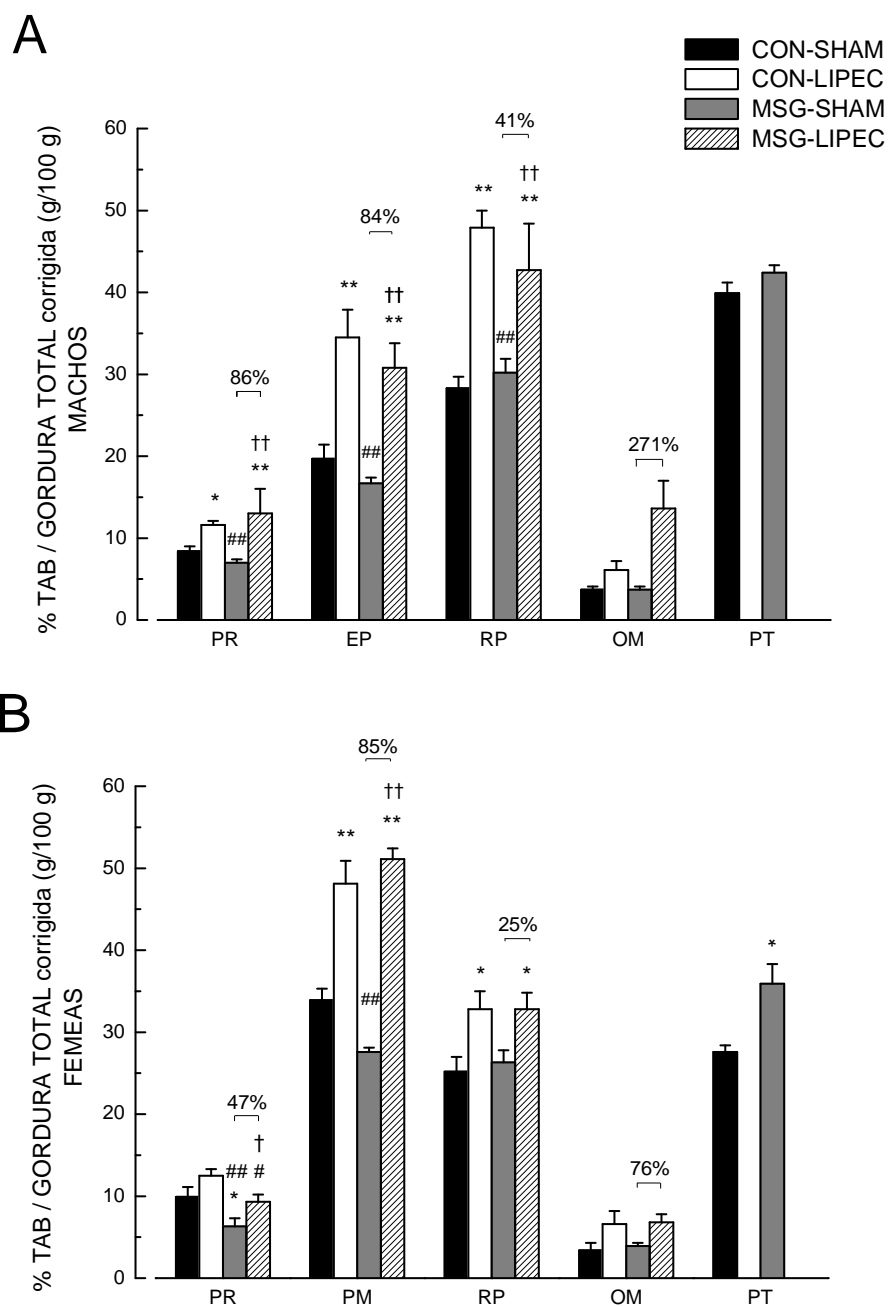 A
CON-SHAM
CON-LIPEC
MSG-SHAM
MSG-LIPEC
% TAB / GORDURA TOTAL corrigida (g/100 g)
MACHOS
60
50
40
30
20
10
0
86%
84%
41%
271%
*
##
††
**
**
##
††
**
**
##
††
**
PR
EP
RP
OM
PT
B
% TAB / GORDURA TOTAL corrigida (g/100 g)
FEMEAS
60
50
40
30
20
10
0
47%
85%
25%
76%
##
*
†
#
**
##
††
**
*
*
*
PR
PM
RP
OM
PT